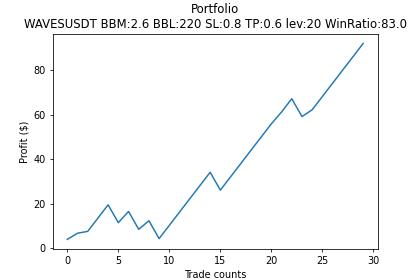 Portfolio
WAVESUSDT BBM:2.6 BBL:220 SL:0.8 TP:0.6 lev:20 WinRatio:83.0
80
60
40
20
0
Profit ($)
0 5 10 15 20 25 30
Trade counts